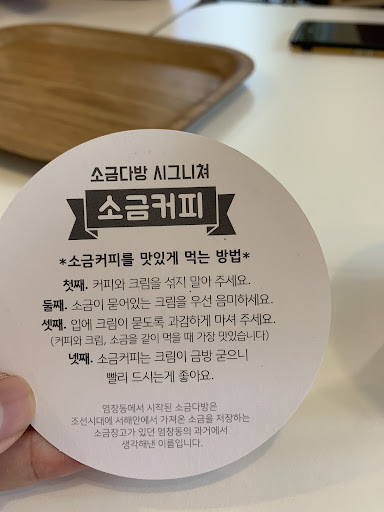 소금다방 시그니쳐
소금커피
*소금커피를 맛있게 먹는 방법*
첫째. 커피와 크림을 섞지 말아 주세요.
둘째. 소금이 묻어있는 크림을 우선 음미하세요.
셋째. 입에 크림이 묻도록 과감하게 마셔 주세요.
(커피와 크림, 소금을 같이 먹을 때 가장 맛있습니다)
넷째. 소금커피는 크림이 금방 굳으니
빨리 드시는게 좋아요.
염창동에서 시작된 소금다방은
조선시대에 서해안에서 가져온 소금을 저장하는
소금창고가 있던 염창동의 과거에서
생각해낸 이름입니다.